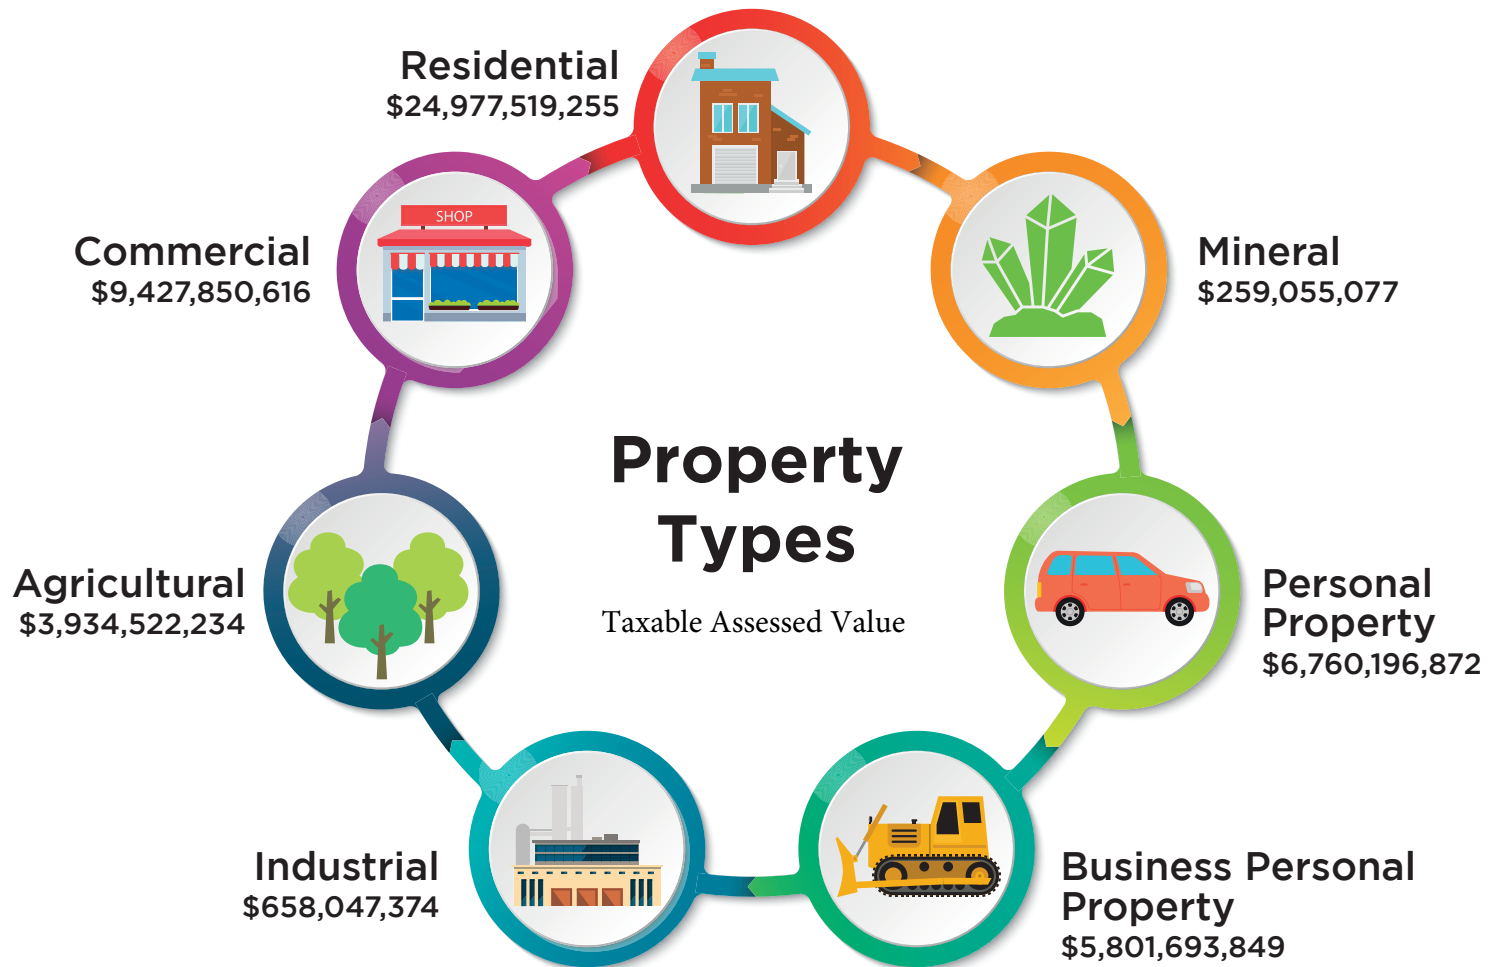 Residential
$24,977,519,255
SHOP
Commercial
$9,427,850,616
Mineral
$259,055,077
Property
Types
Taxable Assessed Value
Agricultural
$3,934,522,234
Personal
Property
$6,760,196,872
Industrial
$658,047,374
Business Personal
Property
$5,801,693,849